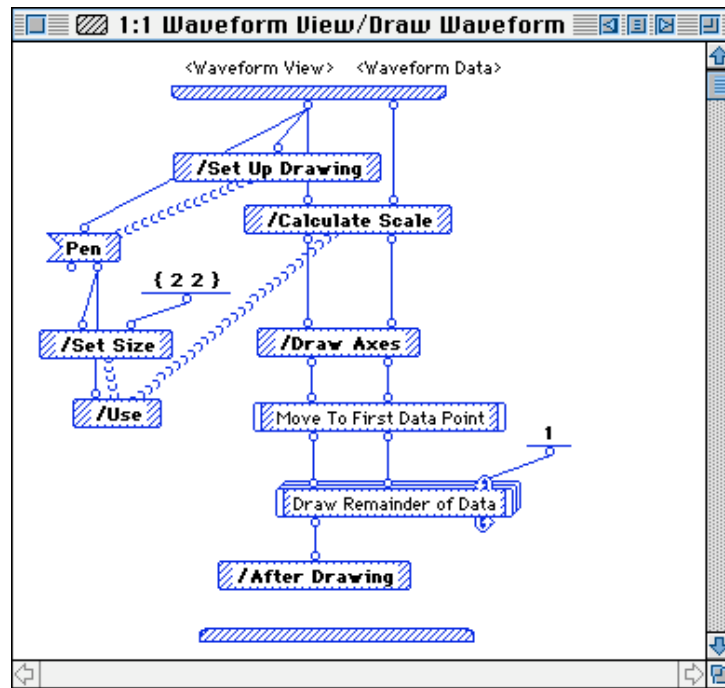 1:1 Waveform View/Draw Waveform
<Waveform View> <Waveform Data>
/Set Up Drawing
/Calculate Scale
Pen
{ 2 2 }
/Set Size
/Draw Axes
/Use
Move To First Data Point
1
Draw Remainder of Data
/After Drawing